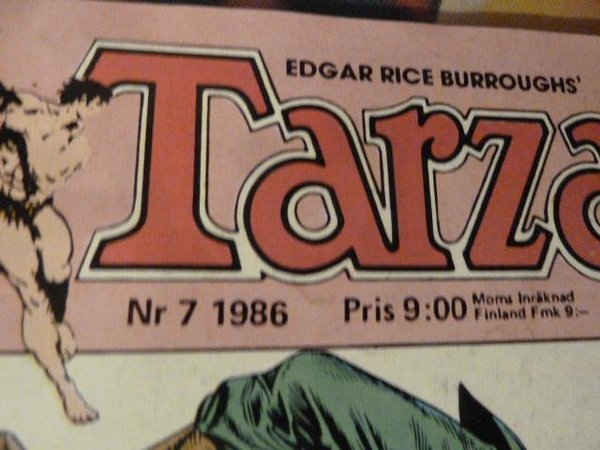 EDGAR RICE BURROUGHS'
Tarza
Nr 7 1986 Pris 9:00 Moms Inräknad
Finland Fmk 9:–